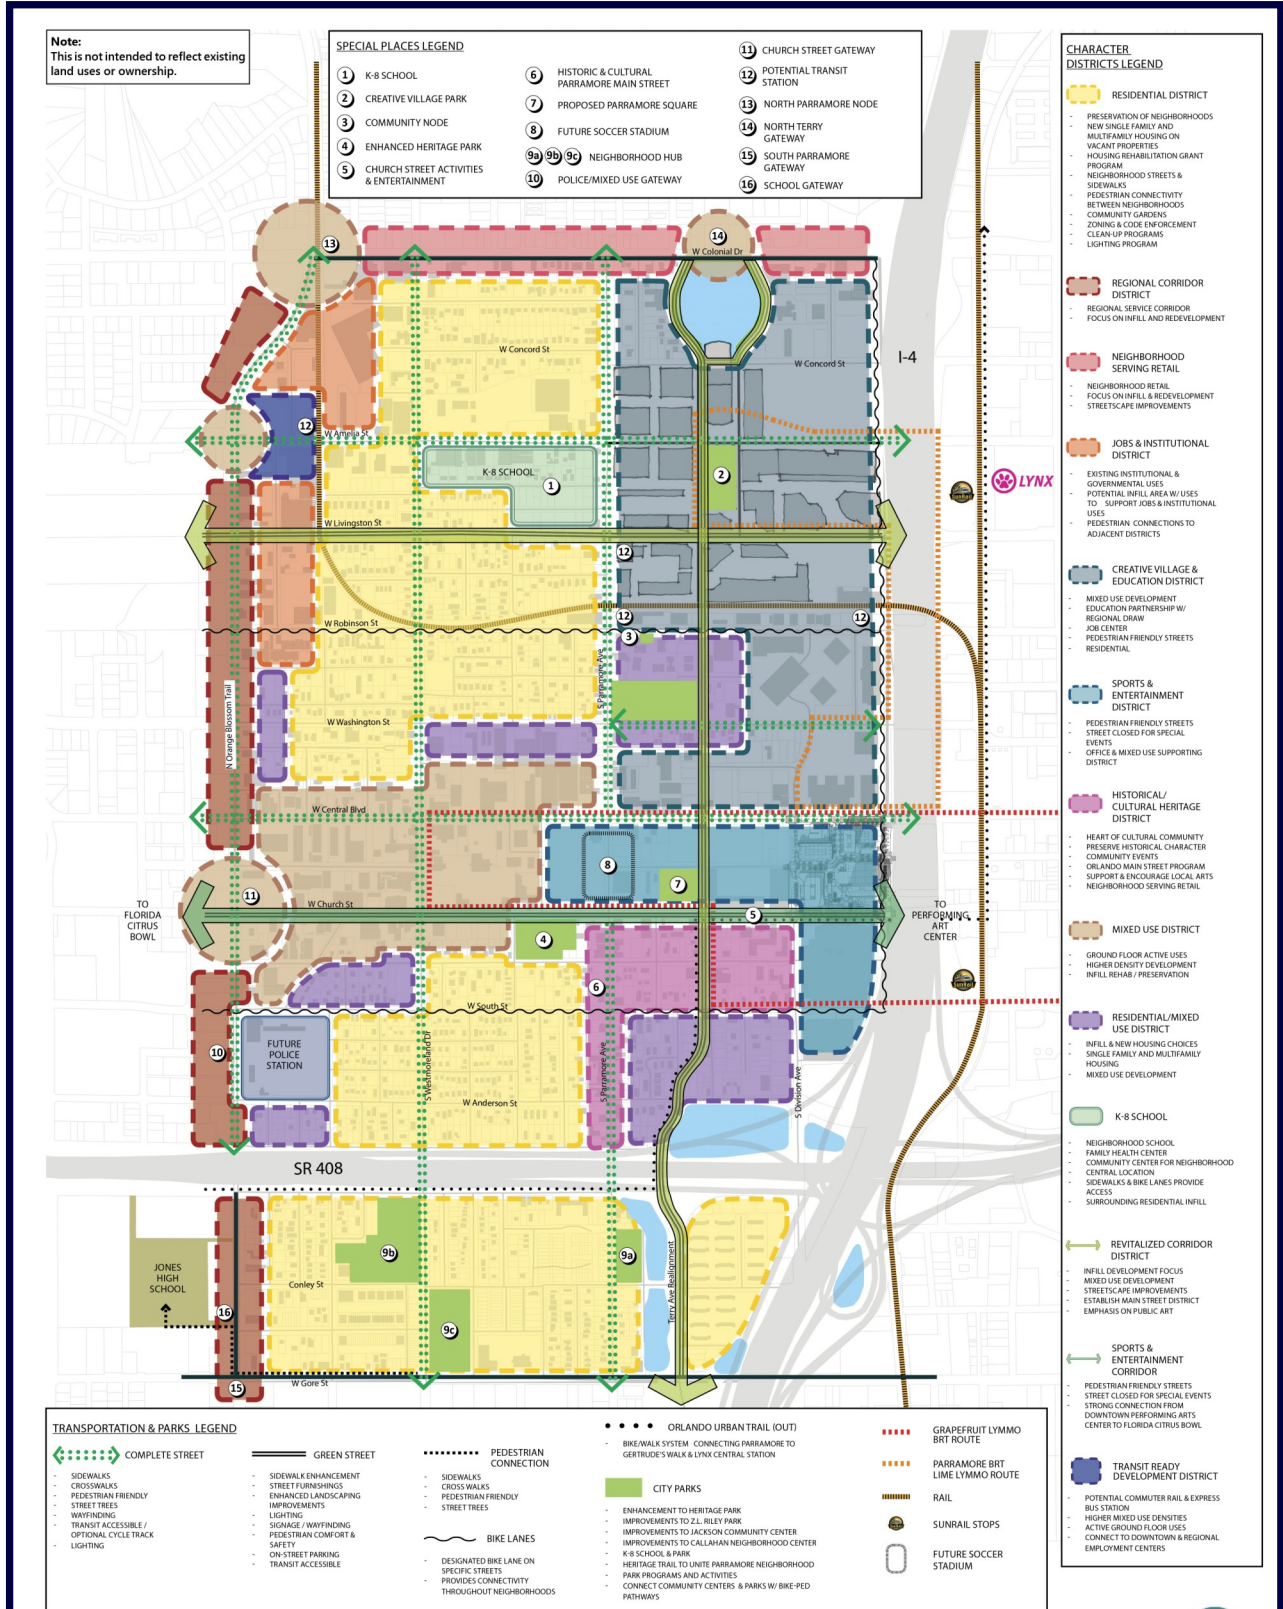 Note:
This is not intended to reflect existing
land uses or ownership.
SPECIAL PLACES LEGEND
1 K-8 SCHOOL
2 CREATIVE VILLAGE PARK
3 COMMUNITY NODE
4 ENHANCED HERITAGE PARK
5 CHURCH STREET ACTIVITIES
& ENTERTAINMENT
6 HISTORIC & CULTURAL
PARRAMORE MAIN STREET
7 PROPOSED PARRAMORE SQUARE
8 FUTURE SOCCER STADIUM
9a 9b 9c NEIGHBORHOOD HUB
10 POLICE/MIXED USE GATEWAY
11 CHURCH STREET GATEWAY
12 POTENTIAL TRANSIT
STATION
13 NORTH PARRAMORE NODE
14 NORTH TERRY
GATEWAY
15 SOUTH PARRAMORE
GATEWAY
16 SCHOOL GATEWAY
CHARACTER
DISTRICTS LEGEND
RESIDENTIAL DISTRICT
- PRESERVATION OF NEIGHBORHOODS
- NEW SINGLE FAMILY AND
MULTIFAMILY HOUSING ON
VACANT PROPERTIES
- HOUSING REHABILITATION GRANT
PROGRAM
- NEIGHBORHOOD STREETS &
SIDEWALKS
- PEDESTRIAN CONNECTIVITY
BETWEEN NEIGHBORHOODS
- COMMUNITY GARDENS
- ZONING & CODE ENFORCEMENT
- CLEAN-UP PROGRAMS
- LIGHTING PROGRAM
REGIONAL CORRIDOR
DISTRICT
- REGIONAL SERVICE CORRIDOR
- FOCUS ON INFILL AND REDEVELOPMENT
NEIGHBORHOOD
SERVING RETAIL
- NEIGHBORHOOD RETAIL
- FOCUS ON INFILL & REDEVELOPMENT
- STREETSCAPE IMPROVEMENTS
JOBS & INSTITUTIONAL
DISTRICT
- EXISTING INSTITUTIONAL &
GOVERNMENTAL USES
- POTENTIAL INFILL AREA W/ USES
TO SUPPORT JOBS & INSTITUTIONAL
USES
- PEDESTRIAN CONNECTIONS TO
ADJACENT DISTRICTS
CREATIVE VILLAGE &
EDUCATION DISTRICT
- MIXED USE DEVELOPMENT
- EDUCATION PARTNERSHIP W/
REGIONAL DRAW
- JOB CENTER
- PEDESTRIAN FRIENDLY STREETS
- RESIDENTIAL
SPORTS &
ENTERTAINMENT
DISTRICT
- PEDESTRIAN FRIENDLY STREETS
- STREET CLOSED FOR SPECIAL
EVENTS
- OFFICE & MIXED USE SUPPORTING
DISTRICT
HISTORICAL/
CULTURAL HERITAGE
DISTRICT
- HEART OF CULTURAL COMMUNITY
- PRESERVE HISTORICAL CHARACTER
- COMMUNITY EVENTS
- ORLANDO MAIN STREET PROGRAM
- SUPPORT & ENCOURAGE LOCAL ARTS
- NEIGHBORHOOD SERVING RETAIL
MIXED USE DISTRICT
- GROUND FLOOR ACTIVE USES
- HIGHER DENSITY DEVELOPMENT
- INFILL REHAB / PRESERVATION
RESIDENTIAL/MIXED
USE DISTRICT
- INFILL & NEW HOUSING CHOICES
- SINGLE FAMILY AND MULTIFAMILY
HOUSING
- MIXED USE DEVELOPMENT
K-8 SCHOOL
- NEIGHBORHOOD SCHOOL
- FAMILY HEALTH CENTER
- COMMUNITY CENTER FOR NEIGHBORHOOD
- CENTRAL LOCATION
- SIDEWALKS & BIKE LANES PROVIDE
ACCESS
- SURROUNDING RESIDENTIAL INFILL
REVITALIZED CORRIDOR
DISTRICT
- INFILL DEVELOPMENT FOCUS
- MIXED USE DEVELOPMENT
- STREETSCAPE IMPROVEMENTS
- ESTABLISH MAIN STREET DISTRICT
- EMPHASIS ON PUBLIC ART
SPORTS &
ENTERTAINMENT
CORRIDOR
- PEDESTRIAN FRIENDLY STREETS
- STREET CLOSED FOR SPECIAL EVENTS
- STRONG CONNECTION FROM
DOWNTOWN PERFORMING ARTS
CENTER TO FLORIDA CITRUS BOWL
TRANSIT READY
DEVELOPMENT DISTRICT
- POTENTIAL COMMUTER RAIL & EXPRESS
BUS STATION
- HIGHER MIXED USE DENSITIES
- ACTIVE GROUND FLOOR USES
- CONNECT TO DOWNTOWN & REGIONAL
EMPLOYMENT CENTERS
13
14
W Colonial Dr
W Concord St
W Concord St
I-4
12
W Amelia St
K-8 SCHOOL
1
2
LYNX
SunRail
W Livingston St
12
12
12
W Robinson St
3
S Parramore Ave
N Orange Blossom Trail
W Washington St
W Central Blvd
8
7
11
W Church St
5
TO
FLORIDA
CITRUS
BOWL
TO
PERFORMING
ART
CENTER
4
6
SunRail
W South St
10
FUTURE
POLICE
STATION
S Westmoreland Dr
S Parramore Ave
S Division Ave
W Anderson St
SR 408
9b
9a
JONES
HIGH
SCHOOL
Conley St
Terry Ave Realignment
16
9c
15
W Gore St
TRANSPORTATION & PARKS LEGEND
COMPLETE STREET
- SIDEWALKS
- CROSSWALKS
- PEDESTRIAN FRIENDLY
- STREET TREES
- WAYFINDING
- TRANSIT ACCESSIBLE /
OPTIONAL CYCLE TRACK
- LIGHTING
GREEN STREET
- SIDEWALK ENHANCEMENT
- STREET FURNISHINGS
- ENHANCED LANDSCAPING
IMPROVEMENTS
- LIGHTING
- SIGNAGE / WAYFINDING
- PEDESTRIAN COMFORT &
SAFETY
- ON-STREET PARKING
- TRANSIT ACCESSIBLE
PEDESTRIAN
CONNECTION
- SIDEWALKS
- CROSS WALKS
- PEDESTRIAN FRIENDLY
- STREET TREES
BIKE LANES
- DESIGNATED BIKE LANE ON
SPECIFIC STREETS
- PROVIDES CONNECTIVITY
THROUGHOUT NEIGHBORHOODS
ORLANDO URBAN TRAIL (OUT)
- BIKE/WALK SYSTEM CONNECTING PARRAMORE TO
GERTRUDE'S WALK & LYNX CENTRAL STATION
CITY PARKS
- ENHANCEMENT TO HERITAGE PARK
- IMPROVEMENTS TO Z.L. RILEY PARK
- IMPROVEMENTS TO JACKSON COMMUNITY CENTER
- IMPROVEMENTS TO CALLAHAN NEIGHBORHOOD CENTER
- K-8 SCHOOL & PARK
- HERITAGE TRAIL TO UNITE PARRAMORE NEIGHBORHOOD
- PARK PROGRAMS AND ACTIVITIES
- CONNECT COMMUNITY CENTERS & PARKS W/ BIKE-PED
PATHWAYS
GRAPEFRUIT LYMMO
BRT ROUTE
PARRAMORE BRT
LIME LYMMO ROUTE
RAIL
SUNRAIL STOPS
FUTURE SOCCER
STADIUM